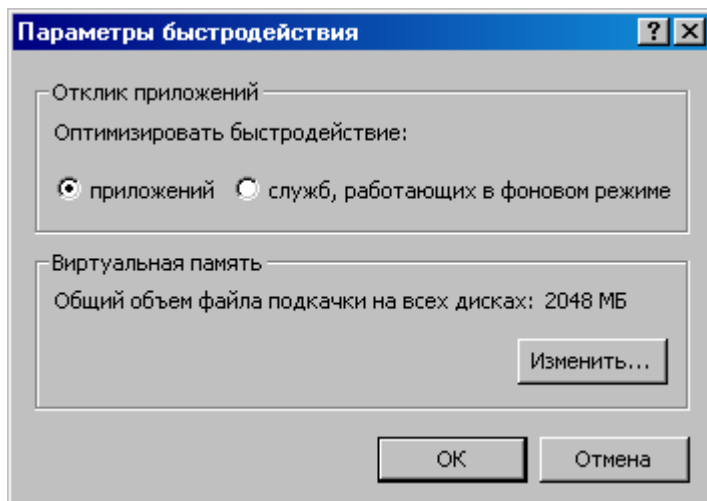 Параметры быстродействия
Отклик приложений
Оптимизировать быстродействие:
приложений служб, работающих в фоновом режиме
Виртуальная память
Общий объем файла подкачки на всех дисках: 2048 МБ
Изменить...
ОК Отмена